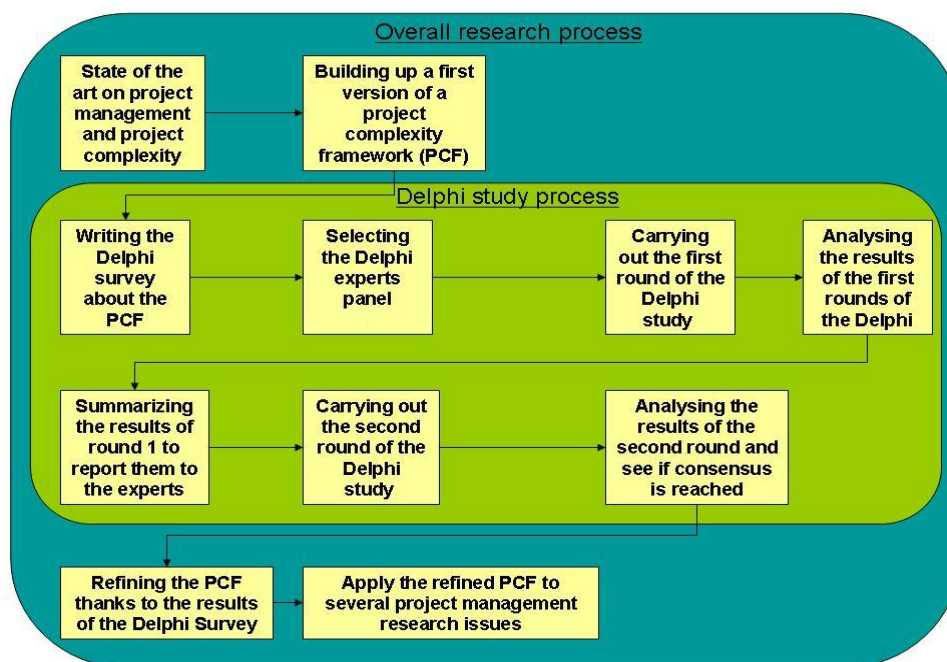 Overall research process
State of the
art on project
management
and project
complexity
Building up a first
version of a
project
complexity
framework (PCF)
Delphi study process
Writing the
Delphi
survey
about the
PCF
Selecting
the Delphi
experts
panel
Carrying
out the first
round of the
Delphi
study
Analysing
the results
of the first
rounds of
the Delphi
Summarizing
the results of
round 1 to
report them to
the experts
Carrying out
the second
round of the
Delphi
study
Analysing the
results of the
second round and
see if consensus
is reached
Refining the PCF
thanks to the results
of the Delphi Survey
Apply the refined PCF to
several project management
research issues